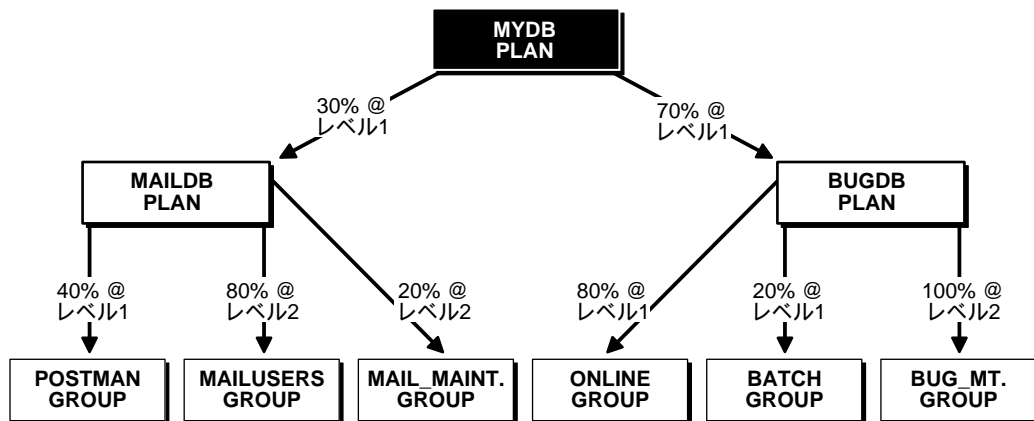 MYDB
PLAN
30% @
レベル1
70% @
レベル1
MAILDB
PLAN
BUGDB
PLAN
40% @
レベル1
80% @
レベル2
20% @
レベル2
80% @
レベル1
20% @
レベル1
100% @
レベル2
POSTMAN
GROUP
MAILUSERS
GROUP
MAIL_MAINT.
GROUP
ONLINE
GROUP
BATCH
GROUP
BUG_MT.
GROUP